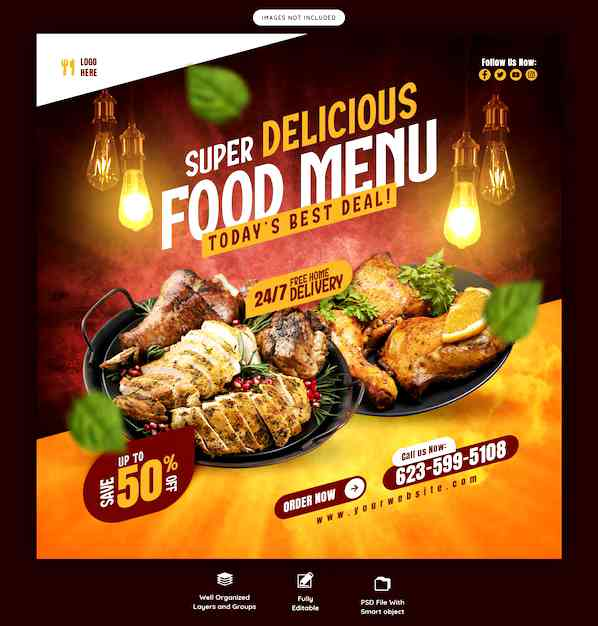 IMAGES NOT INCLUDED
LOGO
HERE
Follow Us Now:
SUPER DELICIOUS
FOOD MENU
TODAY'S BEST DEAL!
24/7 FREE HOME
DELIVERY
SAVE
UP TO
50%
OFF
ORDER NOW
Call us Now:
623-599-5108
www.yourwebsite.com
Well Organized
Layers and Groups
Fully
Editable
PSD File With
Smart object